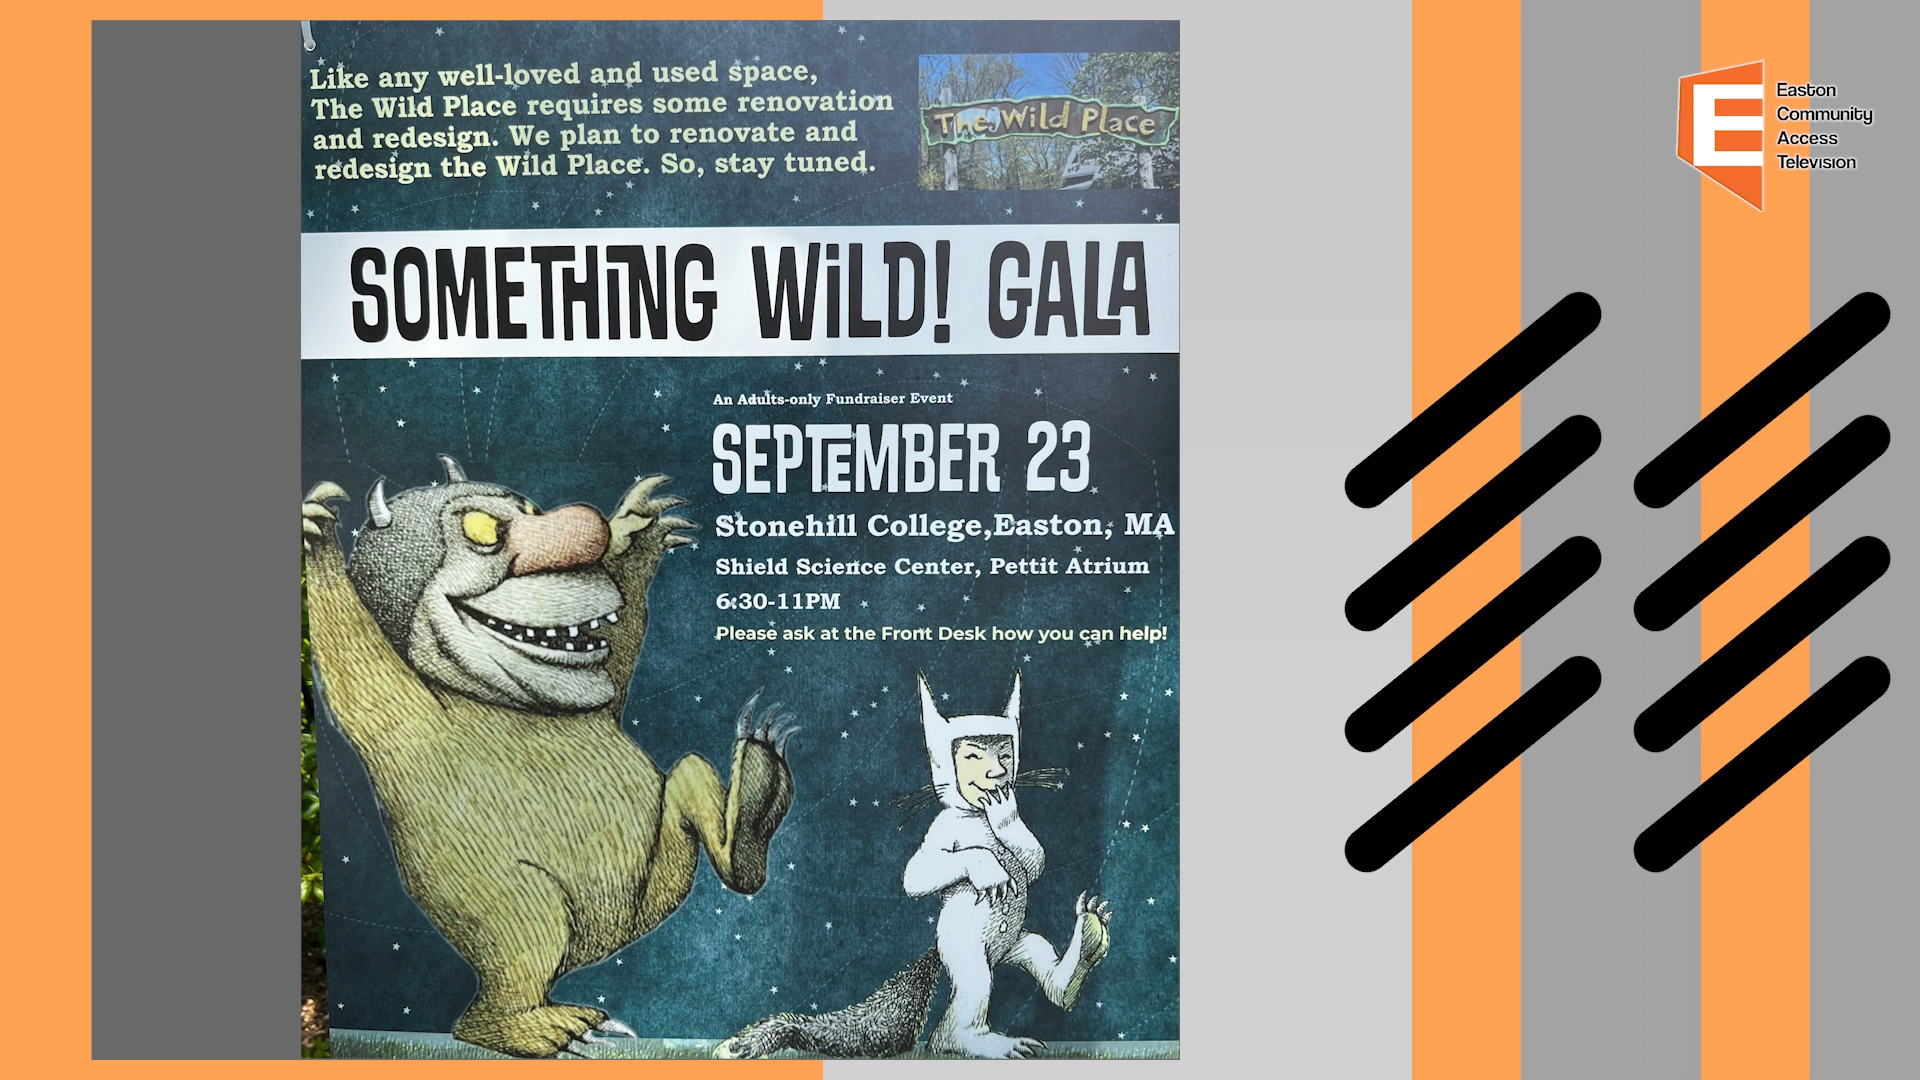 Like any well-loved and used space,
The Wild Place requires some renovation
and redesign. We plan to renovate and
redesign the Wild Place. So, stay tuned.
The Wild Place
SOMETHiNG WiLD! GALA
An Adults-only Fundraiser Event
SEPTEMBER 23
Stonehill College,Easton, MA
Shield Science Center, Pettit Atrium
6:30-11PM
Please ask at the Front Desk how you can help!
E
Easton
Community
Access
Television